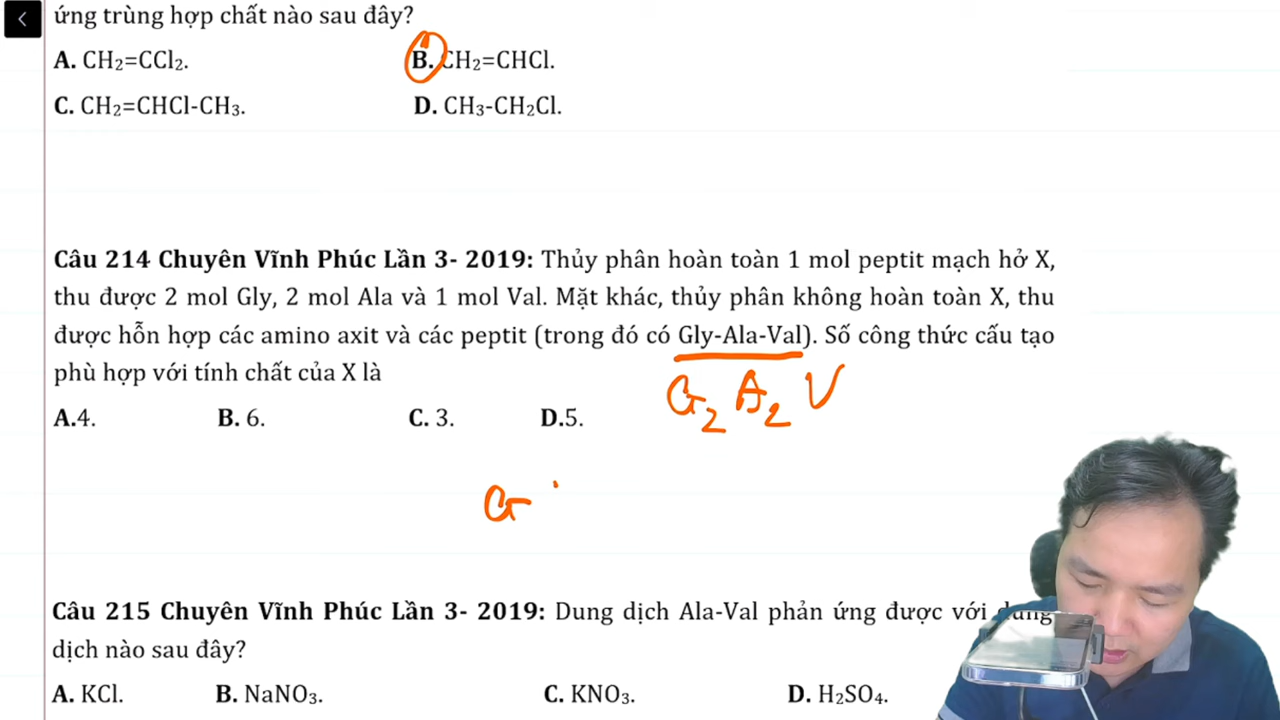 ứng trùng hợp chất nào sau đây?
A. CH₂=CCl₂. B. CH₂=CHCl.
C. CH₂=CHCl-CH₃. D. CH₃-CH₂Cl.
Câu 214 Chuyên Vĩnh Phúc Lần 3- 2019: Thủy phân hoàn toàn 1 mol peptit mạch hở X,
thu được 2 mol Gly, 2 mol Ala và 1 mol Val. Mặt khác, thủy phân không hoàn toàn X, thu
được hỗn hợp các amino axit và các peptit (trong đó có Gly-Ala-Val). Số công thức cấu tạo
phù hợp với tính chất của X là
G₂ A₂ V
A.4. B. 6. C. 3. D.5.
G
Câu 215 Chuyên Vĩnh Phúc Lần 3- 2019: Dung dịch Ala-Val phản ứng được với dung
dịch nào sau đây?
A. KCl. B. NaNO₃. C. KNO₃. D. H₂SO₄.